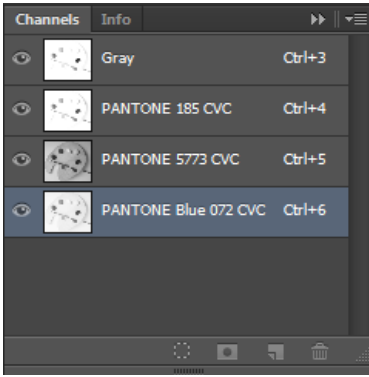 Channels Info
Gray Ctrl+3
PANTONE 185 CVC Ctrl+4
PANTONE 5773 CVC Ctrl+5
PANTONE Blue 072 CVC Ctrl+6